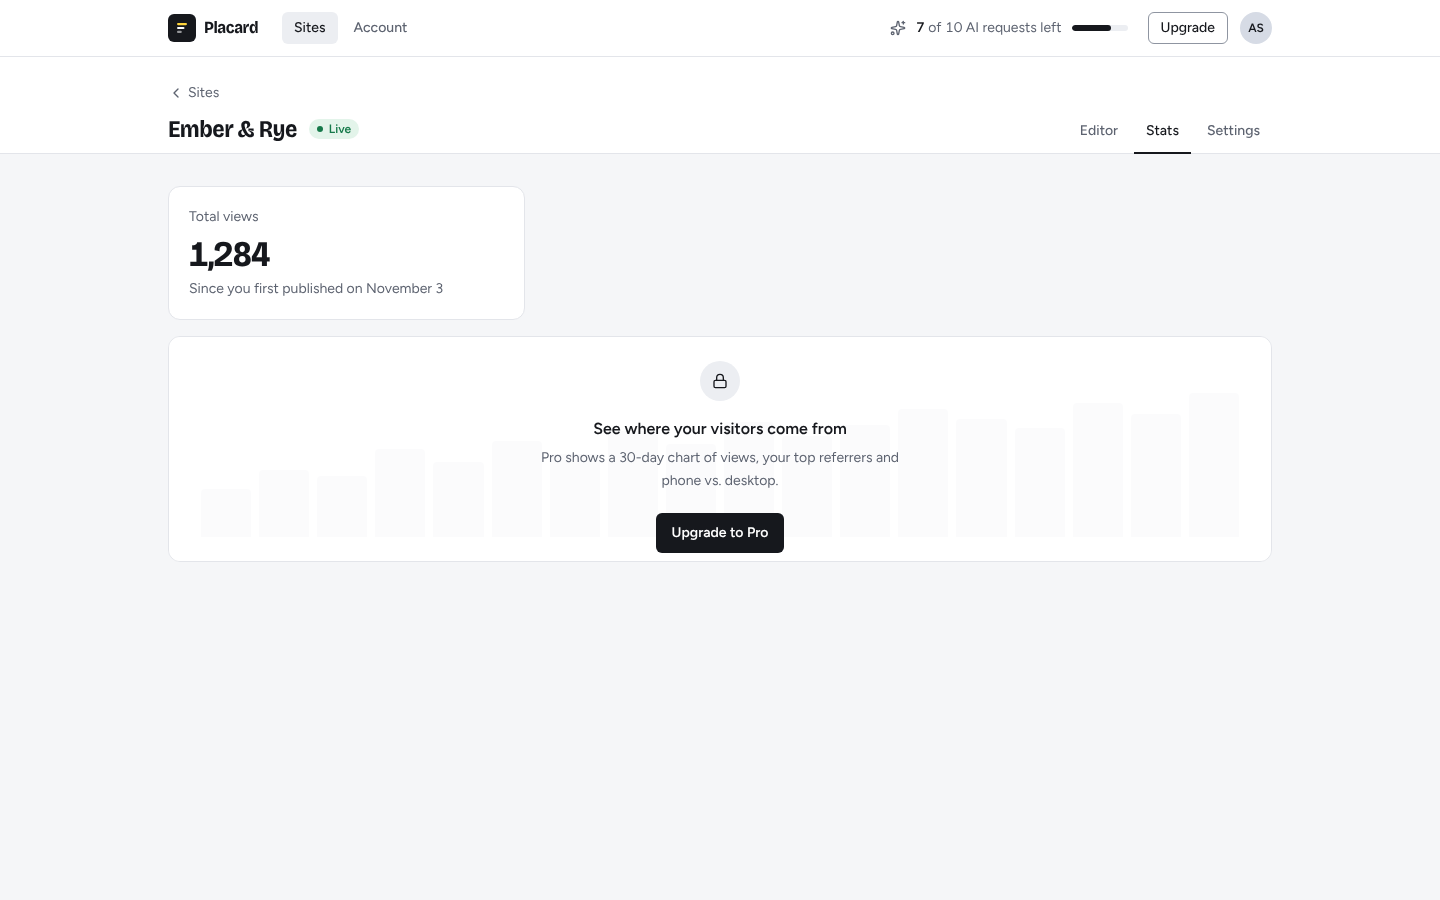 Placard
Sites
Account
7 of 10 AI requests left
Upgrade
AS
Sites
Ember & Rye
Live
Editor
Stats
Settings
Total views
1,284
Since you first published on November 3
See where your visitors come from
Pro shows a 30-day chart of views, your top referrers and
phone vs. desktop.
Upgrade to Pro